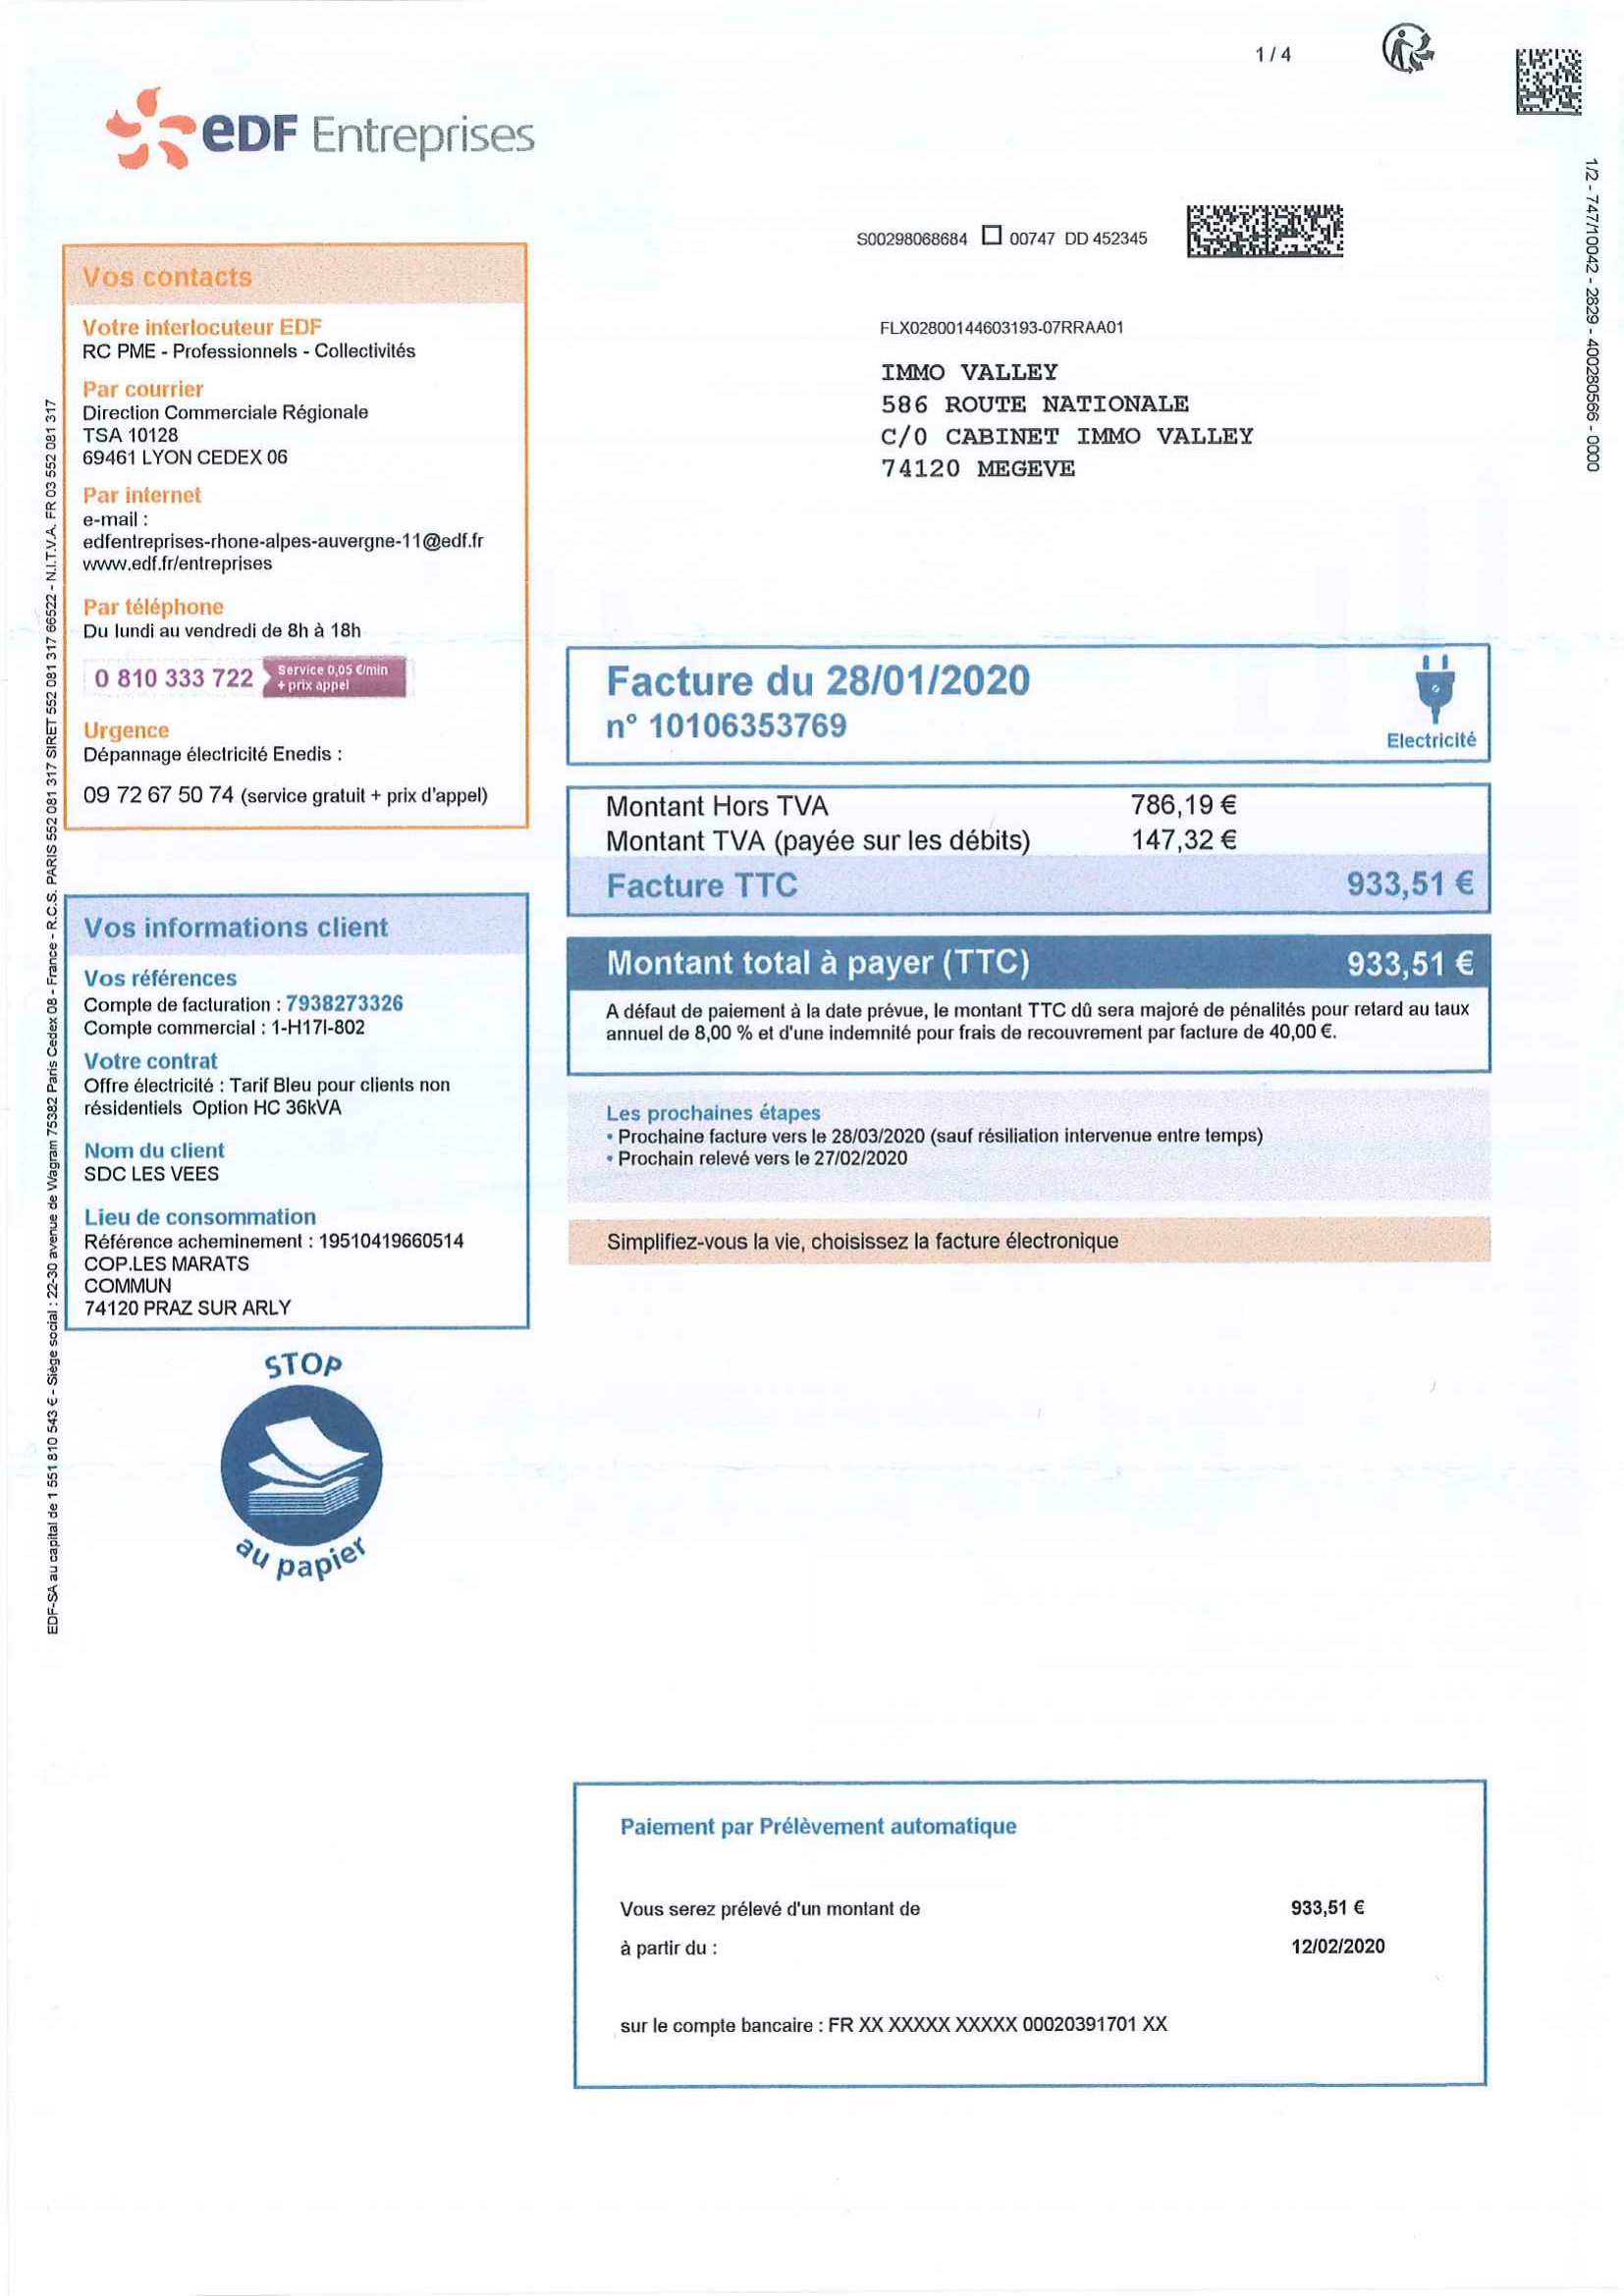 1 / 4
eDF Entreprises
1/2 - 747/10042 - 2829 - 400280566 - 0000
S00298068684 00747 DD 452345
FLX02800144603193-07RRAA01
IMMO VALLEY
586 ROUTE NATIONALE
C/O CABINET IMMO VALLEY
74120 MEGEVE
Vos contacts
Votre interlocuteur EDF
RC PME - Professionnels - Collectivités
Par courrier
Direction Commerciale Régionale
TSA 10128
69461 LYON CEDEX 06
Par internet
e-mail :
edfentreprises-rhone-alpes-auvergne-11@edf.fr
www.edf.fr/entreprises
Par téléphone
Du lundi au vendredi de 8h à 18h
0 810 333 722 Service 0,05 €/min
+ prix appel
Urgence
Dépannage électricité Enedis :
09 72 67 50 74 (service gratuit + prix d'appel)
Facture du 28/01/2020
n° 10106353769
Electricité
Montant Hors TVA 786,19 €
Montant TVA (payée sur les débits) 147,32 €
Facture TTC 933,51 €
Montant total à payer (TTC) 933,51 €
A défaut de paiement à la date prévue, le montant TTC dû sera majoré de pénalités pour retard au taux
annuel de 8,00 % et d'une indemnité pour frais de recouvrement par facture de 40,00 €.
Les prochaines étapes
• Prochaine facture vers le 28/03/2020 (sauf résiliation intervenue entre temps)
• Prochain relevé vers le 27/02/2020
Simplifiez-vous la vie, choisissez la facture électronique
Vos informations client
Vos références
Compte de facturation : 7938273326
Compte commercial : 1-H17I-802
Votre contrat
Offre électricité : Tarif Bleu pour clients non
résidentiels Option HC 36kVA
Nom du client
SDC LES VEES
Lieu de consommation
Référence acheminement : 19510419660514
COP.LES MARATS
COMMUN
74120 PRAZ SUR ARLY
STOP
au papier
EDF-SA au capital de 1 551 810 543 € - Siège social : 22-30 avenue de Wagram 75382 Paris Cedex 08 - France - R.C.S. PARIS 552 081 317 SIRET 552 081 317 66522 - N.I.T.V.A. FR 03 552 081 317
Paiement par Prélèvement automatique
Vous serez prélevé d'un montant de 933,51 €
à partir du : 12/02/2020
sur le compte bancaire : FR XX XXXXX XXXXX 00020391701 XX